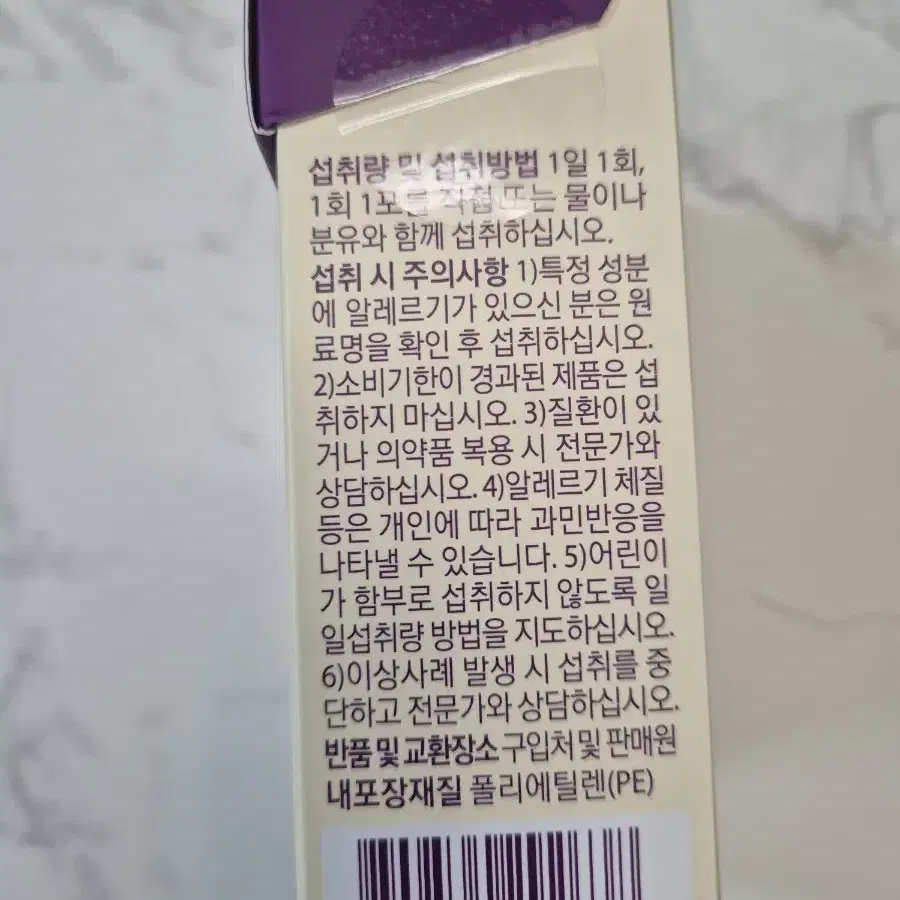 섭취량 및 섭취방법 1일 1회,
1회 1포를 직접 또는 물이나
분유와 함께 섭취하십시오.
섭취 시 주의사항 1)특정 성분
에 알레르기가 있으신 분은 원
료명을 확인 후 섭취하십시오.
2)소비기한이 경과된 제품은 섭
취하지 마십시오. 3)질환이 있
거나 의약품 복용 시 전문가와
상담하십시오. 4)알레르기 체질
등은 개인에 따라 과민반응을
나타낼 수 있습니다. 5)어린이
가 함부로 섭취하지 않도록 일
일섭취량 방법을 지도하십시오.
6)이상사례 발생 시 섭취를 중
단하고 전문가와 상담하십시오.
반품 및 교환장소 구입처 및 판매원
내포장재질 폴리에틸렌(PE)